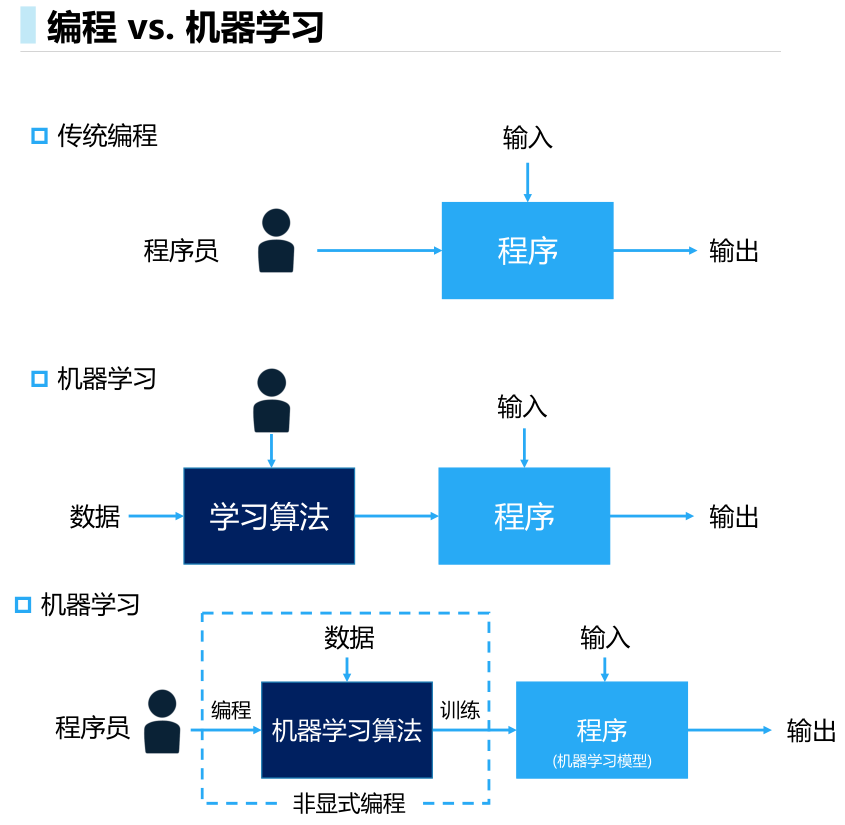 编程 vs. 机器学习
传统编程
输入
程序员
程序
输出
机器学习
输入
数据
学习算法
程序
输出
机器学习
数据
输入
程序员
编程
机器学习算法
训练
程序
(机器学习模型)
输出
非显式编程